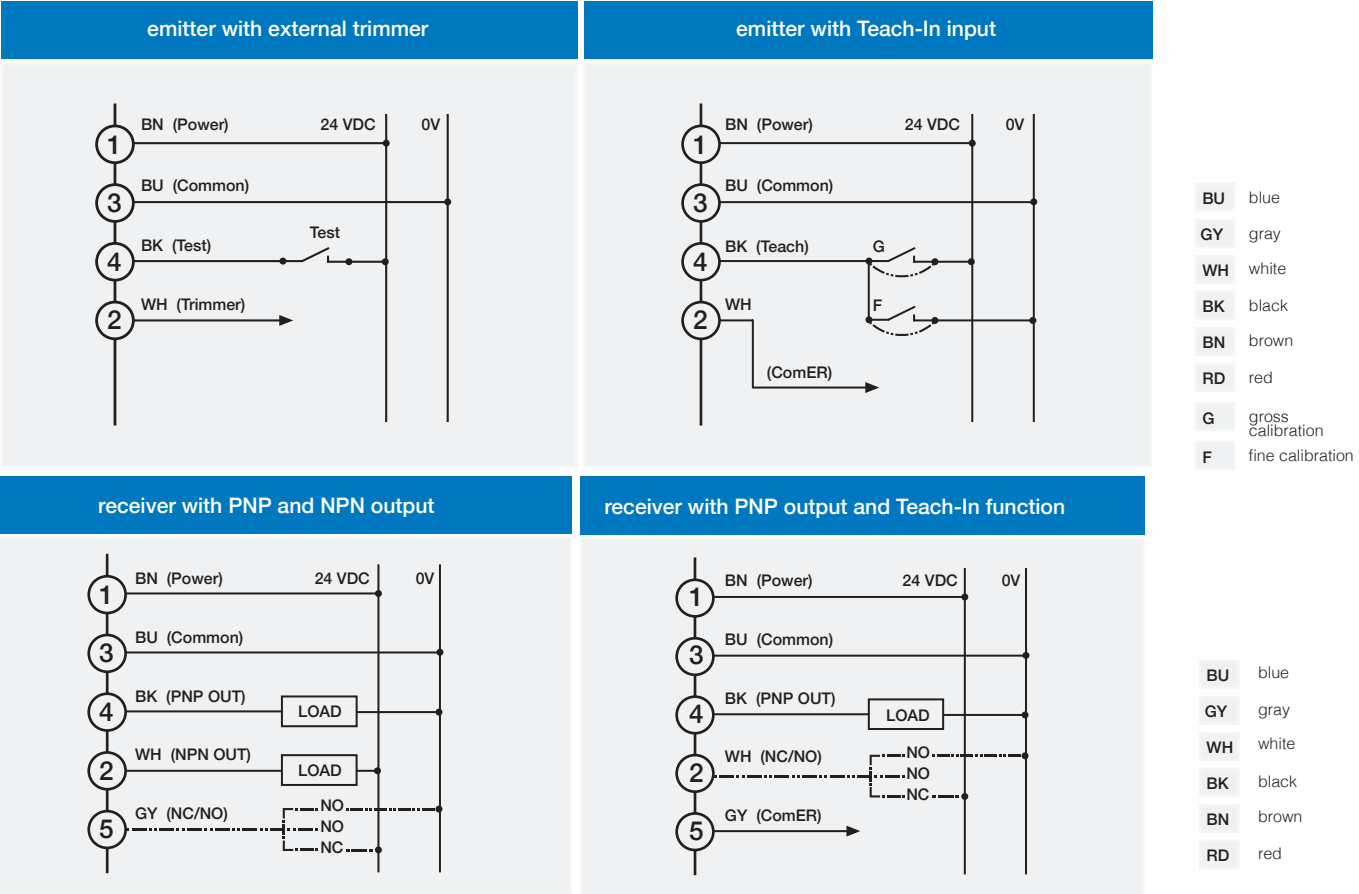 emitter with external trimmer
BN (Power) 24 VDC 0V
1
BU (Common)
3
Test
BK (Test)
4
WH (Trimmer)
2
emitter with Teach-In input
BN (Power) 24 VDC 0V
1
BU (Common)
3
BK (Teach) G
4
WH F
2
(ComER)
BU blue
GY gray
WH white
BK black
BN brown
RD red
G gross
calibration
F fine calibration
receiver with PNP and NPN output
BN (Power) 24 VDC 0V
1
BU (Common)
3
BK (PNP OUT)
4 LOAD
WH (NPN OUT)
2 LOAD
GY (NC/NO) NO
5 NO
NC
receiver with PNP output and Teach-In function
BN (Power) 24 VDC 0V
1
BU (Common)
3
BK (PNP OUT)
4 LOAD
WH (NC/NO) NO
2 NO
NC
GY (ComER)
5
BU blue
GY gray
WH white
BK black
BN brown
RD red